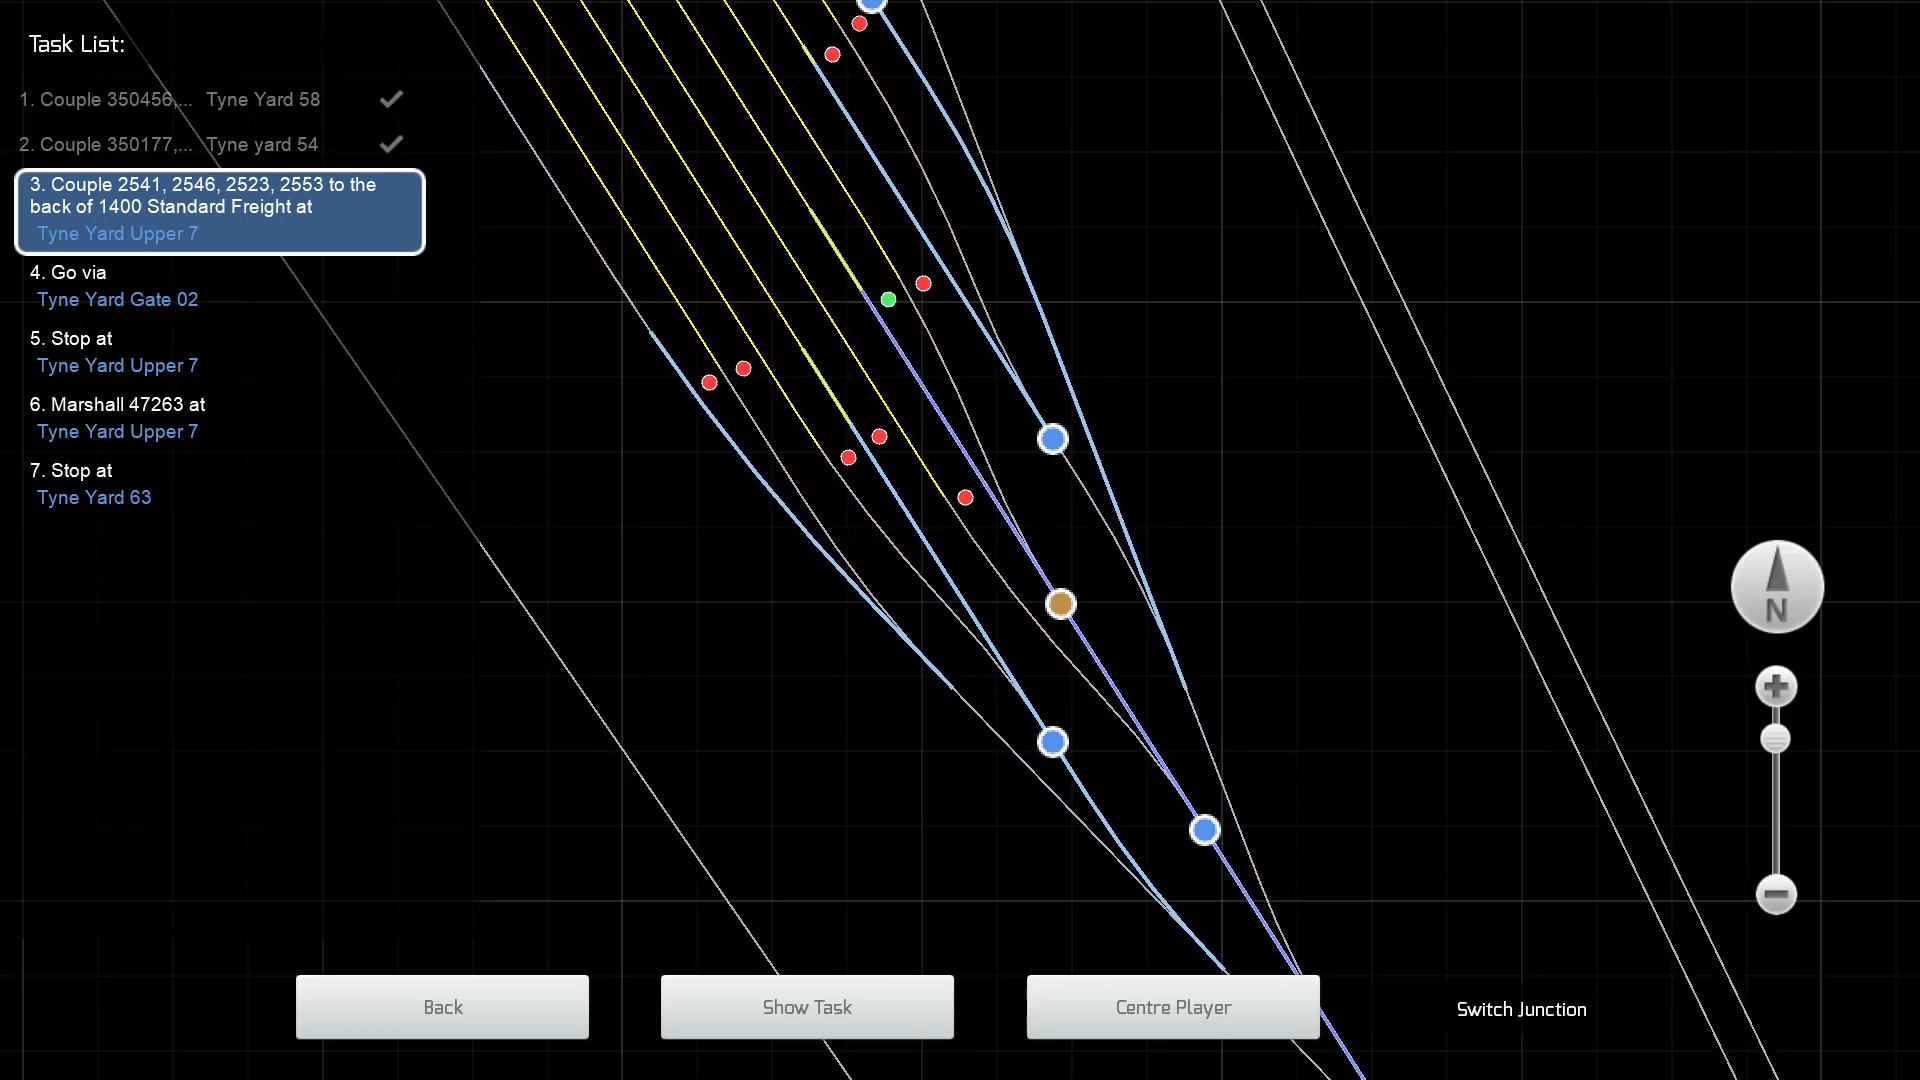 Task List:
1. Couple 350456,... Tyne Yard 58
2. Couple 350177,... Tyne yard 54
3. Couple 2541, 2546, 2523, 2553 to the
back of 1400 Standard Freight at
Tyne Yard Upper 7
4. Go via
Tyne Yard Gate 02
5. Stop at
Tyne Yard Upper 7
6. Marshall 47263 at
Tyne Yard Upper 7
7. Stop at
Tyne Yard 63
N
Back
Show Task
Centre Player
Switch Junction